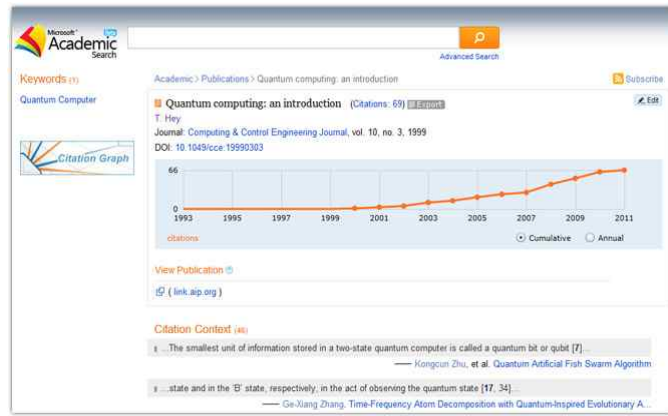 Microsoft beta
Academic
Search
Advanced Search
Keywords (1)
Academic > Publications > Quantum computing: an introduction
Subscribe
Quantum Computer
Quantum computing: an introduction (Citations: 69) Export
Edit
T. Hey
Journal: Computing & Control Engineering Journal, vol. 10, no. 3, 1999
DOI: 10.1049/cce:19990303
Citation Graph
66
0
1993 1995 1997 1999 2001 2003 2005 2007 2009 2011
citations
Cumulative Annual
View Publication
( link.aip.org )
Citation Context (46)
...The smallest unit of information stored in a two-state quantum computer is called a quantum bit or qubit [7]...
Kongcun Zhu, et al. Quantum Artificial Fish Swarm Algorithm
...state and in the 'B' state, respectively, in the act of observing the quantum state [17, 34]...
Ge-Xiang Zhang. Time-Frequency Atom Decomposition with Quantum-Inspired Evolutionary A...